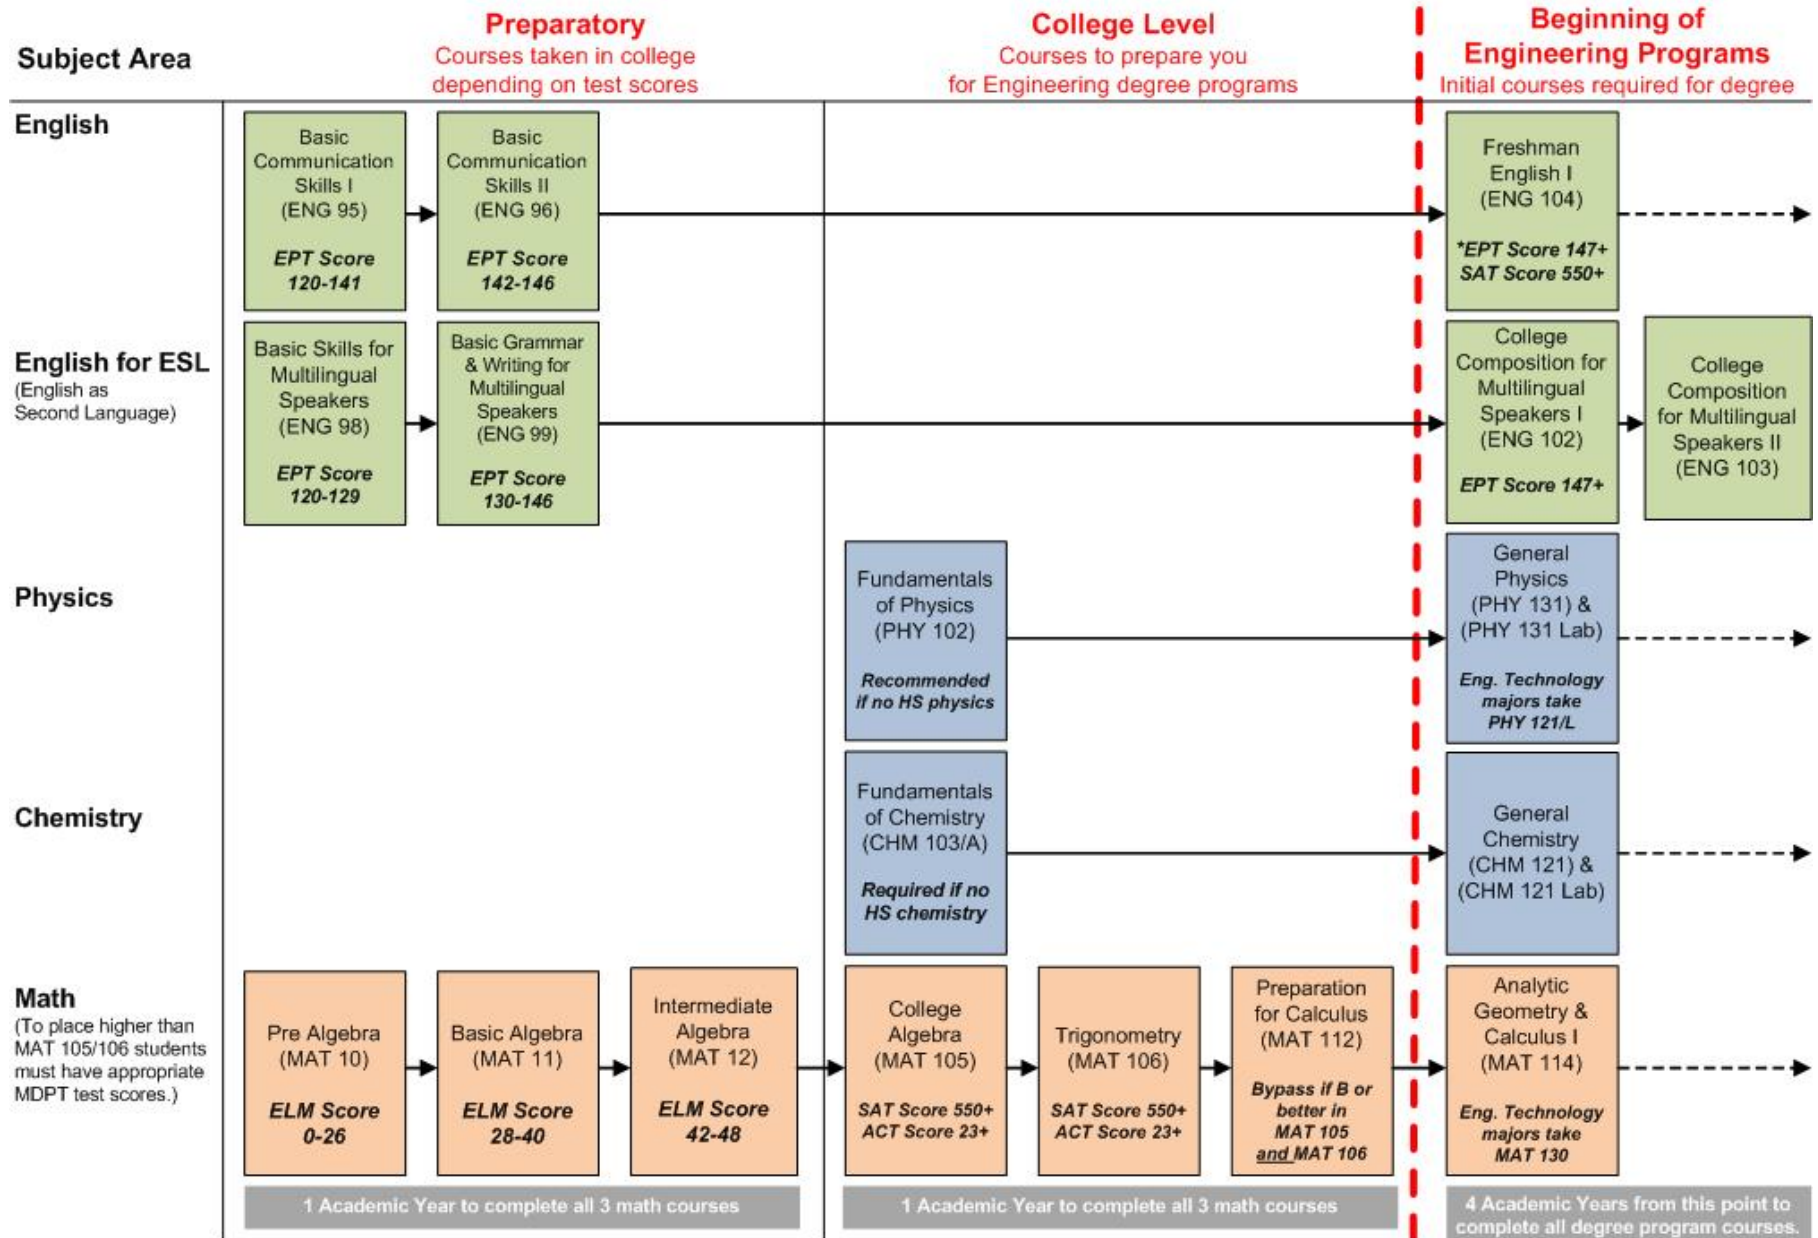 Subject Area
Preparatory
Courses taken in college
depending on test scores
College Level
Courses to prepare you
for Engineering degree programs
Beginning of
Engineering Programs
Initial courses required for degree
English
Basic
Communication
Skills I
(ENG 95)
EPT Score
120-141
Basic
Communication
Skills II
(ENG 96)
EPT Score
142-146
Freshman
English I
(ENG 104)
*EPT Score 147+
SAT Score 550+
English for ESL
(English as
Second Language)
Basic Skills for
Multilingual
Speakers
(ENG 98)
EPT Score
120-129
Basic Grammar
& Writing for
Multilingual
Speakers
(ENG 99)
EPT Score
130-146
College
Composition for
Multilingual
Speakers I
(ENG 102)
EPT Score 147+
College
Composition
for Multilingual
Speakers II
(ENG 103)
Physics
Fundamentals
of Physics
(PHY 102)
Recommended
if no HS physics
General
Physics
(PHY 131) &
(PHY 131 Lab)
Eng. Technology
majors take
PHY 121/L
Chemistry
Fundamentals
of Chemistry
(CHM 103/A)
Required if no
HS chemistry
General
Chemistry
(CHM 121) &
(CHM 121 Lab)
Math
(To place higher than
MAT 105/106 students
must have appropriate
MDPT test scores.)
Pre Algebra
(MAT 10)
ELM Score
0-26
Basic Algebra
(MAT 11)
ELM Score
28-40
Intermediate
Algebra
(MAT 12)
ELM Score
42-48
College
Algebra
(MAT 105)
SAT Score 550+
ACT Score 23+
Trigonometry
(MAT 106)
SAT Score 550+
ACT Score 23+
Preparation
for Calculus
(MAT 112)
Bypass if B or
better in
MAT 105
and MAT 106
Analytic
Geometry &
Calculus I
(MAT 114)
Eng. Technology
majors take
MAT 130
1 Academic Year to complete all 3 math courses
1 Academic Year to complete all 3 math courses
4 Academic Years from this point to
complete all degree program courses.